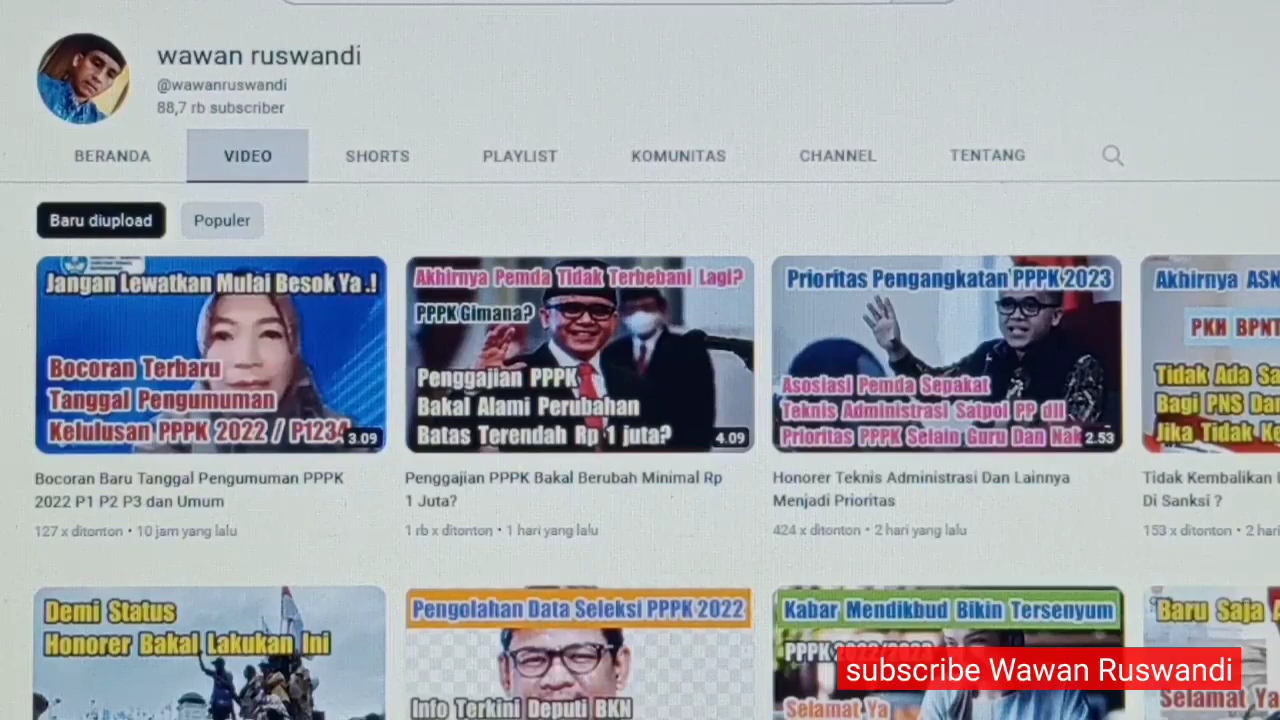 wawan ruswandi
@wawanruswandi
88,7 rb subscriber
BERANDA
VIDEO
SHORTS
PLAYLIST
KOMUNITAS
CHANNEL
TENTANG
Baru diupload
Populer
Jangan Lewatkan Mulai Besok Ya .!
Bocoran Terbaru
Tanggal Pengumuman
Kelulusan PPPK 2022 / P1234
3.09
Bocoran Baru Tanggal Pengumuman PPPK
2022 P1 P2 P3 dan Umum
127 x ditonton • 10 jam yang lalu
Akhirnya Pemda Tidak Terbebani Lagi?
PPPK Gimana?
Penggajian PPPK
Bakal Alami Perubahan
Batas Terendah Rp 1 juta?
4.09
Penggajian PPPK Bakal Berubah Minimal Rp
1 Juta?
1 rb x ditonton • 1 hari yang lalu
Prioritas Pengangkatan PPPK 2023
Asosiasi Pemda Sepakat
Teknis Administrasi Satpol PP dll
Prioritas PPPK Selain Guru Dan Nak
2.53
Honorer Teknis Administrasi Dan Lainnya
Menjadi Prioritas
424 x ditonton • 2 hari yang lalu
Akhirnya ASN
PKH BPNT
Tidak Ada Sa
Bagi PNS Dan
Jika Tidak Ke
Tidak Kembalikan
Di Sanksi ?
153 x ditonton • 2 hari
Demi Status
Honorer Bakal Lakukan Ini
Pengolahan Data Seleksi PPPK 2022
Info Terkini Deputi BKN
Kabar Mendikbud Bikin Tersenyum
PPPK
Selamat Ya
Baru Saja
Selamat Ya
subscribe Wawan Ruswandi